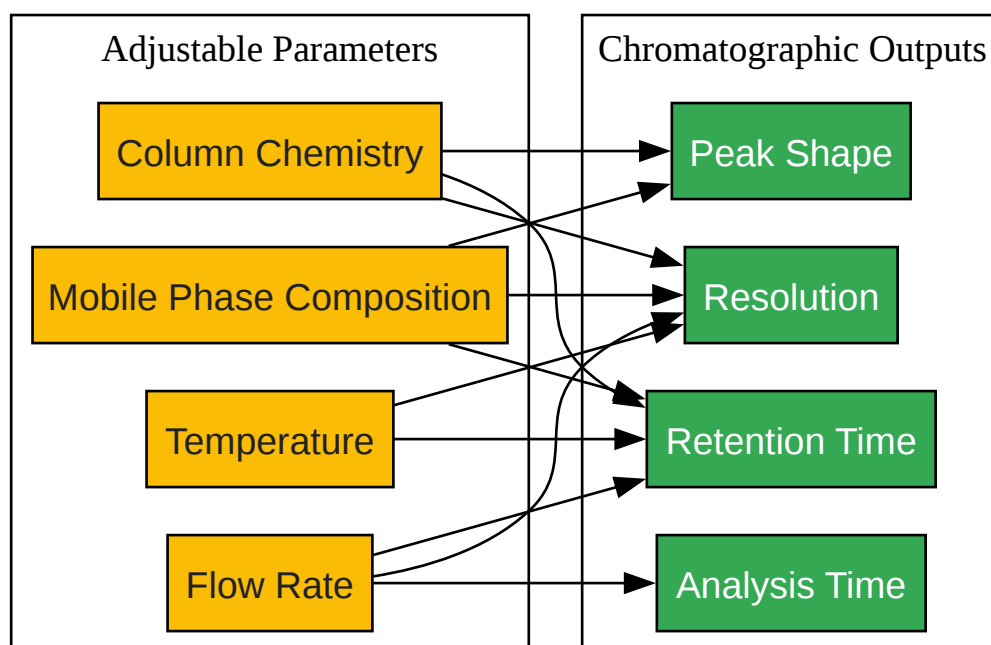 Adjustable Parameters
Column Chemistry
Mobile Phase Composition
Temperature
Flow Rate
Chromatographic Outputs
Peak Shape
Resolution
Retention Time
Analysis Time